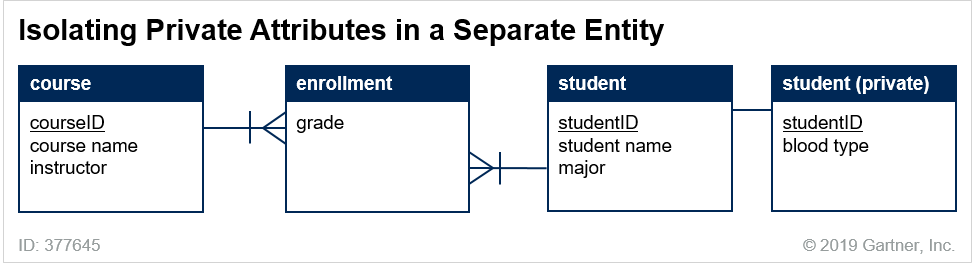 Isolating Private Attributes in a Separate Entity
course
courseID
course name
instructor
enrollment
grade
student
studentID
student name
major
student (private)
studentID
blood type
ID: 377645
© 2019 Gartner, Inc.